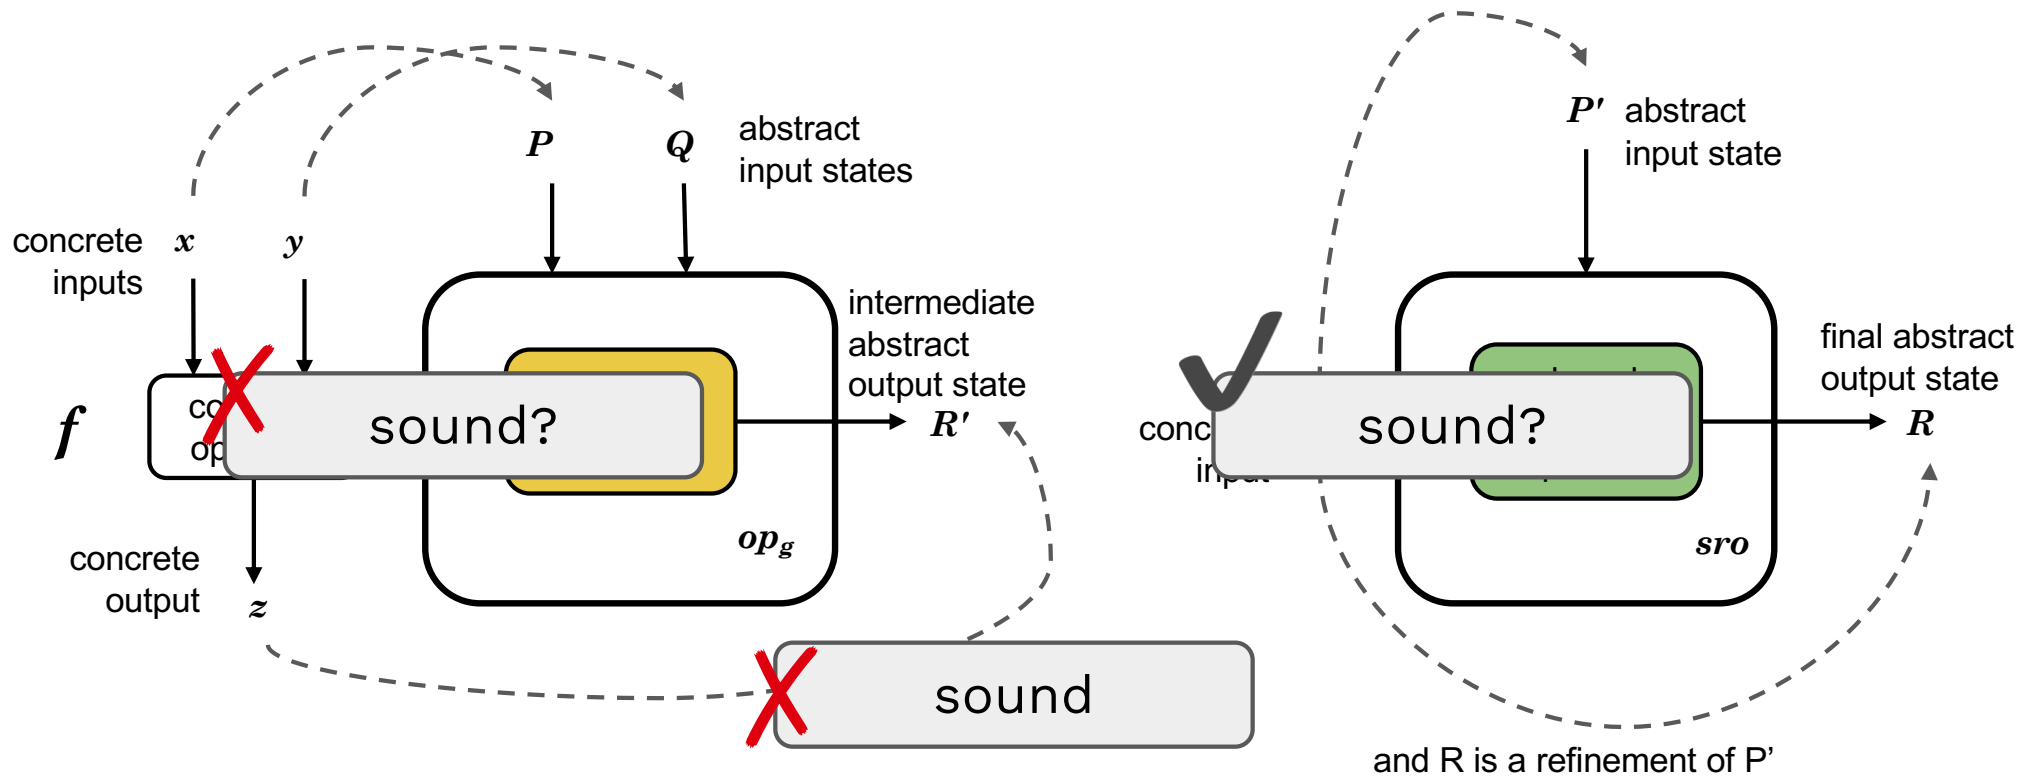 P
Q
abstract
input states
P'
abstract
input state
concrete
inputs
x
y
intermediate
abstract
output state
R'
final abstract
output state
R
f
sound?
sound?
op_g
sro
concrete
output
z
sound
and R is a refinement of P’